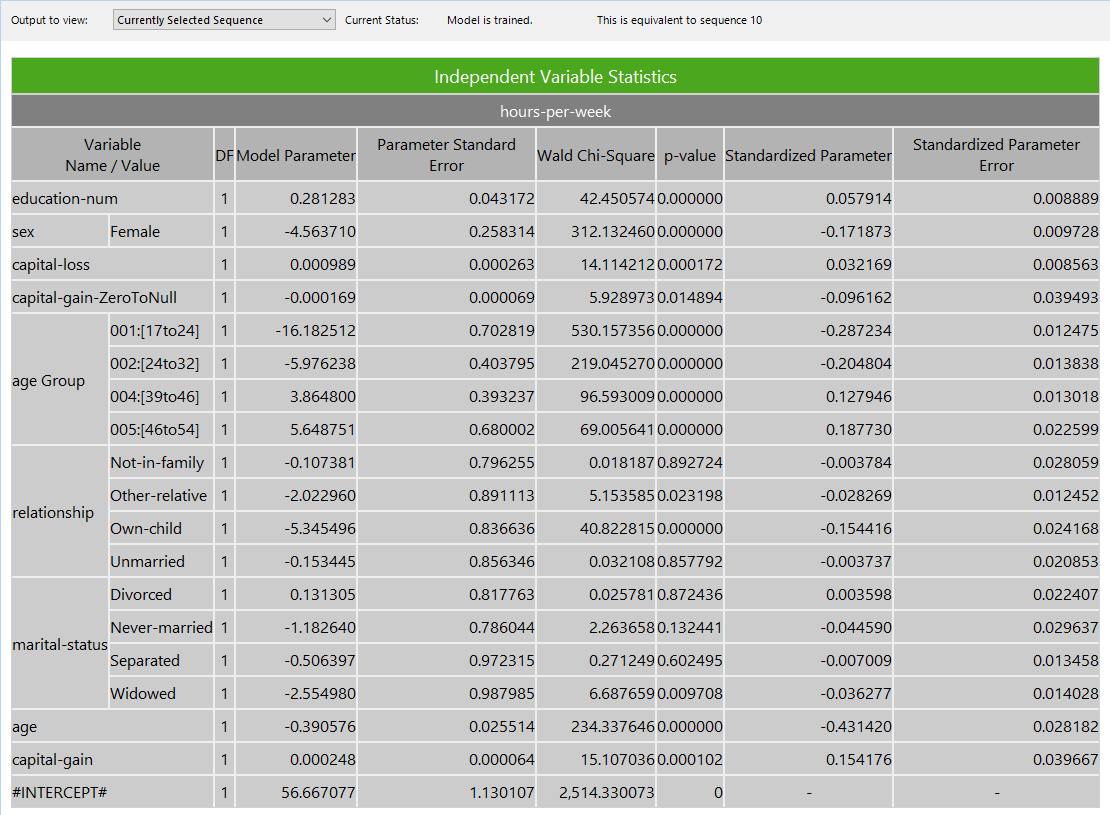 Output to view: Currently Selected Sequence Current Status: Model is trained. This is equivalent to sequence 10
Independent Variable Statistics
hours-per-week
Variable Name / Value DF Model Parameter Parameter Standard Error Wald Chi-Square p-value Standardized Parameter Standardized Parameter Error
education-num 1 0.281283 0.043172 42.450574 0.000000 0.057914 0.008889
sex Female 1 -4.563710 0.258314 312.132460 0.000000 -0.171873 0.009728
capital-loss 1 0.000989 0.000263 14.114212 0.000172 0.032169 0.008563
capital-gain-ZeroToNull 1 -0.000169 0.000069 5.928973 0.014894 -0.096162 0.039493
age Group 001:[17to24] 1 -16.182512 0.702819 530.157356 0.000000 -0.287234 0.012475
002:[24to32] 1 -5.976238 0.403795 219.045270 0.000000 -0.204804 0.013838
004:[39to46] 1 3.864800 0.393237 96.593009 0.000000 0.127946 0.013018
005:[46to54] 1 5.648751 0.680002 69.005641 0.000000 0.187730 0.022599
relationship Not-in-family 1 -0.107381 0.796255 0.018187 0.892724 -0.003784 0.028059
Other-relative 1 -2.022960 0.891113 5.153585 0.023198 -0.028269 0.012452
Own-child 1 -5.345496 0.836636 40.822815 0.000000 -0.154416 0.024168
Unmarried 1 -0.153445 0.856346 0.032108 0.857792 -0.003737 0.020853
marital-status Divorced 1 0.131305 0.817763 0.025781 0.872436 0.003598 0.022407
Never-married 1 -1.182640 0.786044 2.263658 0.132441 -0.044590 0.029637
Separated 1 -0.506397 0.972315 0.271249 0.602495 -0.007009 0.013458
Widowed 1 -2.554980 0.987985 6.687659 0.009708 -0.036277 0.014028
age 1 -0.390576 0.025514 234.337646 0.000000 -0.431420 0.028182
capital-gain 1 0.000248 0.000064 15.107036 0.000102 0.154176 0.039667
#INTERCEPT# 1 56.667077 1.130107 2,514.330073 0 - -